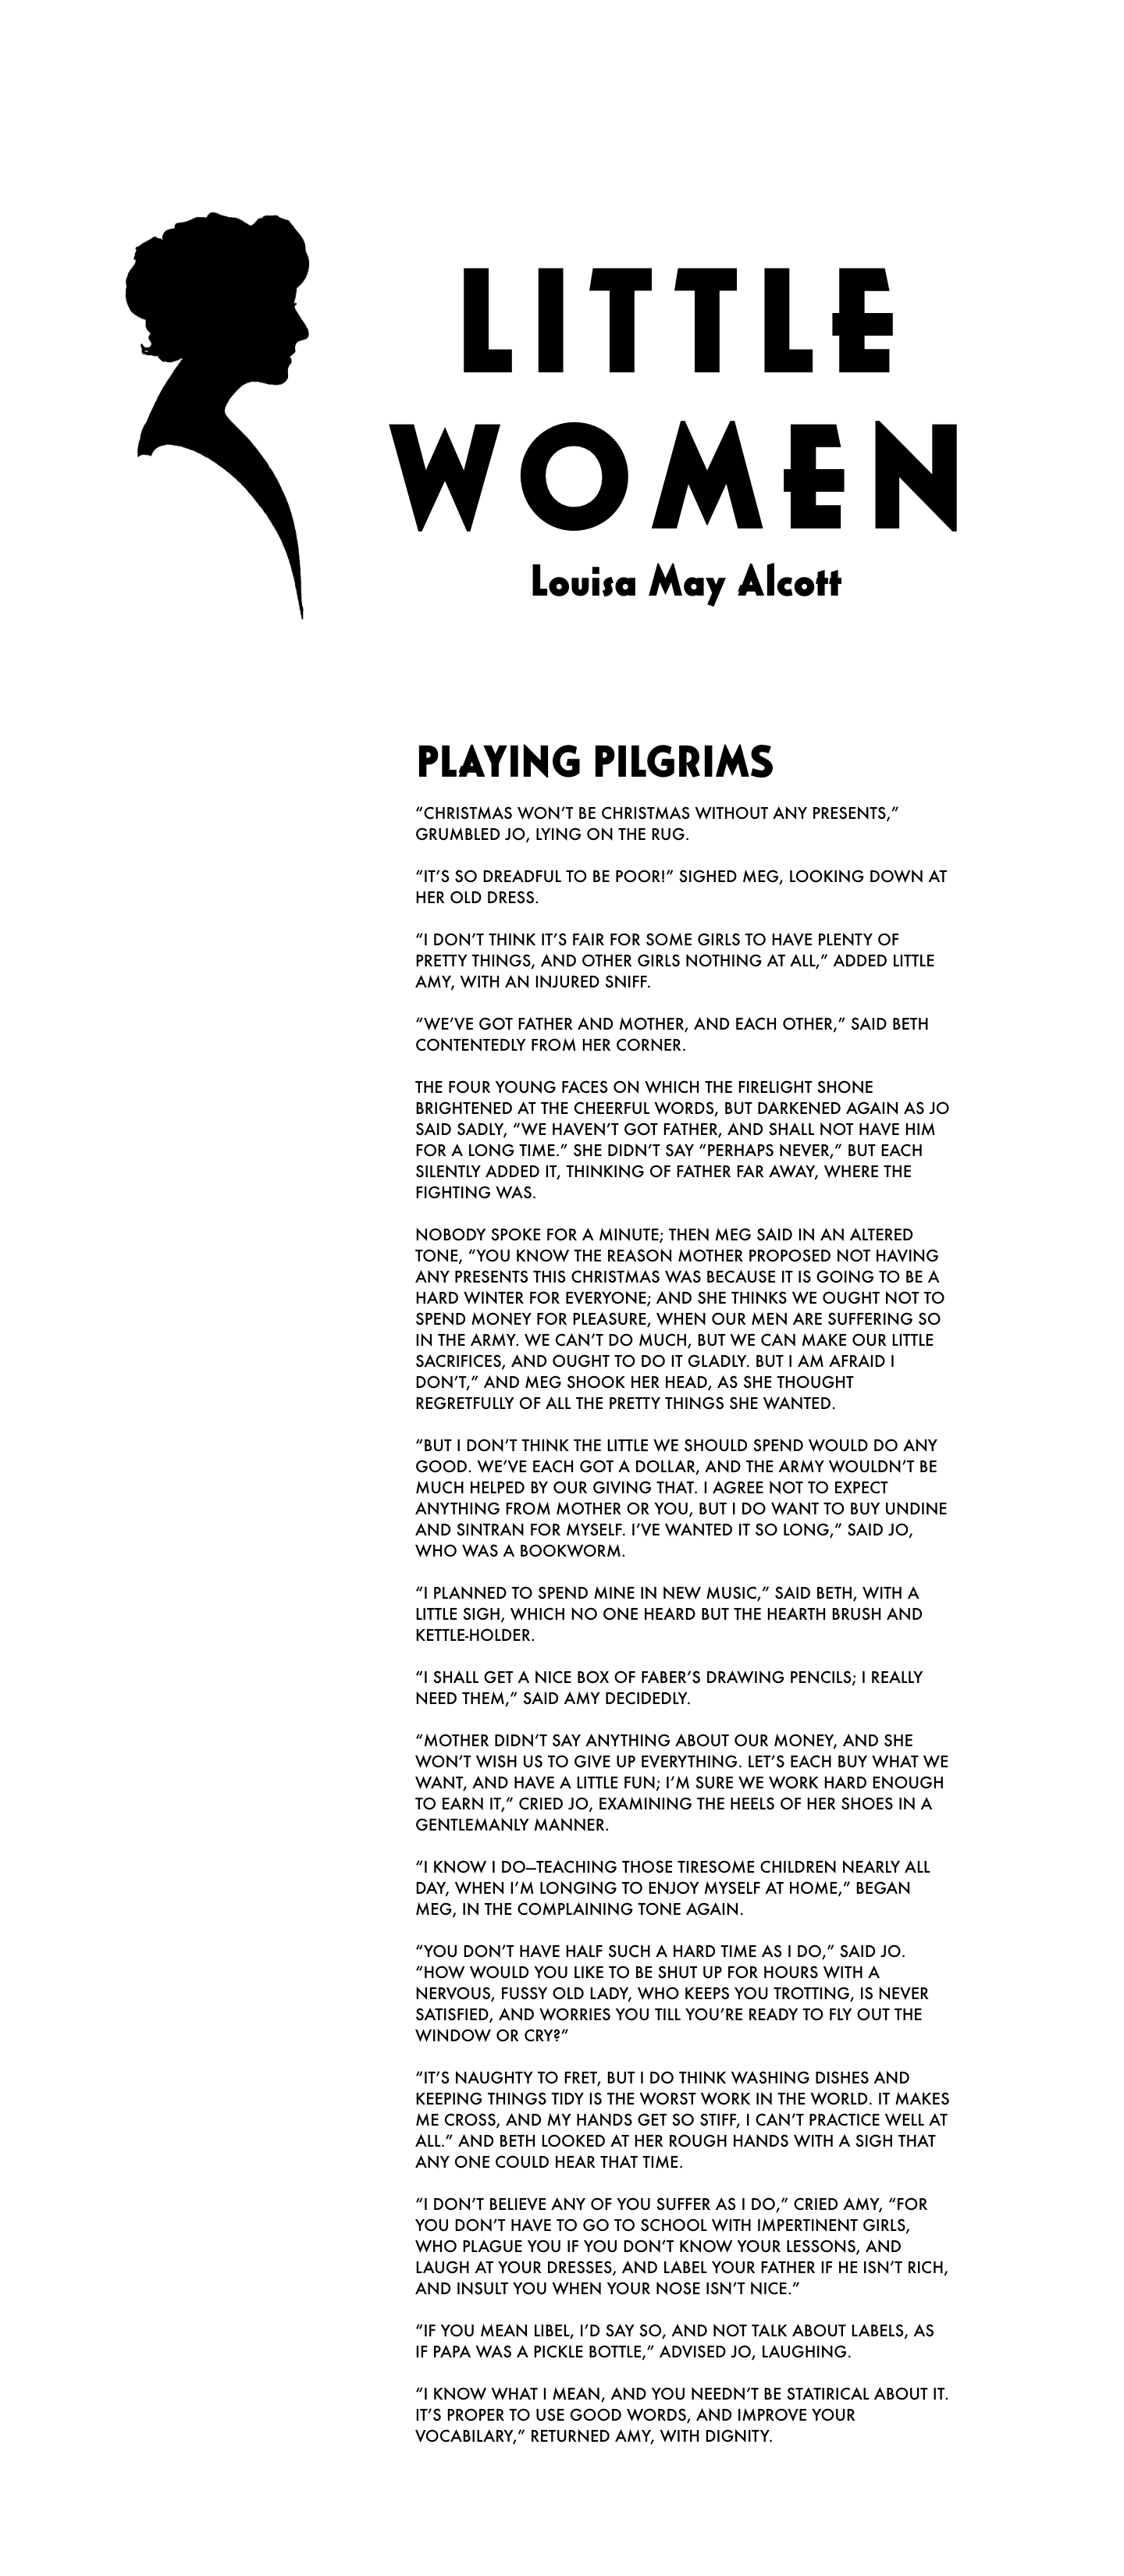 LITTLE
WOMEN
Louisa May Alcott
PLAYING PILGRIMS
“CHRISTMAS WON’T BE CHRISTMAS WITHOUT ANY PRESENTS,”
GRUMBLED JO, LYING ON THE RUG.
“IT’S SO DREADFUL TO BE POOR!” SIGHED MEG, LOOKING DOWN AT
HER OLD DRESS.
“I DON’T THINK IT’S FAIR FOR SOME GIRLS TO HAVE PLENTY OF
PRETTY THINGS, AND OTHER GIRLS NOTHING AT ALL,” ADDED LITTLE
AMY, WITH AN INJURED SNIFF.
“WE’VE GOT FATHER AND MOTHER, AND EACH OTHER,” SAID BETH
CONTENTEDLY FROM HER CORNER.
THE FOUR YOUNG FACES ON WHICH THE FIRELIGHT SHONE
BRIGHTENED AT THE CHEERFUL WORDS, BUT DARKENED AGAIN AS JO
SAID SADLY, “WE HAVEN’T GOT FATHER, AND SHALL NOT HAVE HIM
FOR A LONG TIME.” SHE DIDN’T SAY “PERHAPS NEVER,” BUT EACH
SILENTLY ADDED IT, THINKING OF FATHER FAR AWAY, WHERE THE
FIGHTING WAS.
NOBODY SPOKE FOR A MINUTE; THEN MEG SAID IN AN ALTERED
TONE, “YOU KNOW THE REASON MOTHER PROPOSED NOT HAVING
ANY PRESENTS THIS CHRISTMAS WAS BECAUSE IT IS GOING TO BE A
HARD WINTER FOR EVERYONE; AND SHE THINKS WE OUGHT NOT TO
SPEND MONEY FOR PLEASURE, WHEN OUR MEN ARE SUFFERING SO
IN THE ARMY. WE CAN’T DO MUCH, BUT WE CAN MAKE OUR LITTLE
SACRIFICES, AND OUGHT TO DO IT GLADLY. BUT I AM AFRAID I
DON’T,” AND MEG SHOOK HER HEAD, AS SHE THOUGHT
REGRETFULLY OF ALL THE PRETTY THINGS SHE WANTED.
“BUT I DON’T THINK THE LITTLE WE SHOULD SPEND WOULD DO ANY
GOOD. WE’VE EACH GOT A DOLLAR, AND THE ARMY WOULDN’T BE
MUCH HELPED BY OUR GIVING THAT. I AGREE NOT TO EXPECT
ANYTHING FROM MOTHER OR YOU, BUT I DO WANT TO BUY UNDINE
AND SINTRAN FOR MYSELF. I’VE WANTED IT SO LONG,” SAID JO,
WHO WAS A BOOKWORM.
“I PLANNED TO SPEND MINE IN NEW MUSIC,” SAID BETH, WITH A
LITTLE SIGH, WHICH NO ONE HEARD BUT THE HEARTH BRUSH AND
KETTLE-HOLDER.
“I SHALL GET A NICE BOX OF FABER’S DRAWING PENCILS; I REALLY
NEED THEM,” SAID AMY DECIDEDLY.
“MOTHER DIDN’T SAY ANYTHING ABOUT OUR MONEY, AND SHE
WON’T WISH US TO GIVE UP EVERYTHING. LET’S EACH BUY WHAT WE
WANT, AND HAVE A LITTLE FUN; I’M SURE WE WORK HARD ENOUGH
TO EARN IT,” CRIED JO, EXAMINING THE HEELS OF HER SHOES IN A
GENTLEMANLY MANNER.
“I KNOW I DO—TEACHING THOSE TIRESOME CHILDREN NEARLY ALL
DAY, WHEN I’M LONGING TO ENJOY MYSELF AT HOME,” BEGAN
MEG, IN THE COMPLAINING TONE AGAIN.
“YOU DON’T HAVE HALF SUCH A HARD TIME AS I DO,” SAID JO.
“HOW WOULD YOU LIKE TO BE SHUT UP FOR HOURS WITH A
NERVOUS, FUSSY OLD LADY, WHO KEEPS YOU TROTTING, IS NEVER
SATISFIED, AND WORRIES YOU TILL YOU’RE READY TO FLY OUT THE
WINDOW OR CRY?”
“IT’S NAUGHTY TO FRET, BUT I DO THINK WASHING DISHES AND
KEEPING THINGS TIDY IS THE WORST WORK IN THE WORLD. IT MAKES
ME CROSS, AND MY HANDS GET SO STIFF, I CAN’T PRACTICE WELL AT
ALL.” AND BETH LOOKED AT HER ROUGH HANDS WITH A SIGH THAT
ANY ONE COULD HEAR THAT TIME.
“I DON’T BELIEVE ANY OF YOU SUFFER AS I DO,” CRIED AMY, “FOR
YOU DON’T HAVE TO GO TO SCHOOL WITH IMPERTINENT GIRLS,
WHO PLAGUE YOU IF YOU DON’T KNOW YOUR LESSONS, AND
LAUGH AT YOUR DRESSES, AND LABEL YOUR FATHER IF HE ISN’T RICH,
AND INSULT YOU WHEN YOUR NOSE ISN’T NICE.”
“IF YOU MEAN LIBEL, I’D SAY SO, AND NOT TALK ABOUT LABELS, AS
IF PAPA WAS A PICKLE BOTTLE,” ADVISED JO, LAUGHING.
“I KNOW WHAT I MEAN, AND YOU NEEDN’T BE STATIRICAL ABOUT IT.
IT’S PROPER TO USE GOOD WORDS, AND IMPROVE YOUR
VOCABILARY,” RETURNED AMY, WITH DIGNITY.